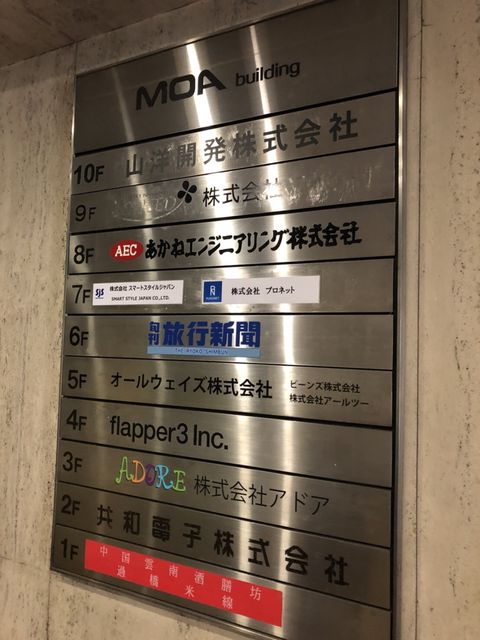 MOA building
10F 山洋開発株式会社
9F 株式会社
8F AEC あかねエンジニアリング株式会社
7F SJS 株式会社 スマートスタイルジャパン
SMART STYLE JAPAN CO.,LTD.
株式会社 プロネット
6F 旬刊 旅行新聞
THE RYOKO SHIMBUN
5F オールウェイズ株式会社
ビーンズ株式会社
株式会社アールツー
4F flapper3 Inc.
3F ADORE 株式会社アドア
2F 共和電子株式会社
1F 中国雲南酒膳坊
過橋米線